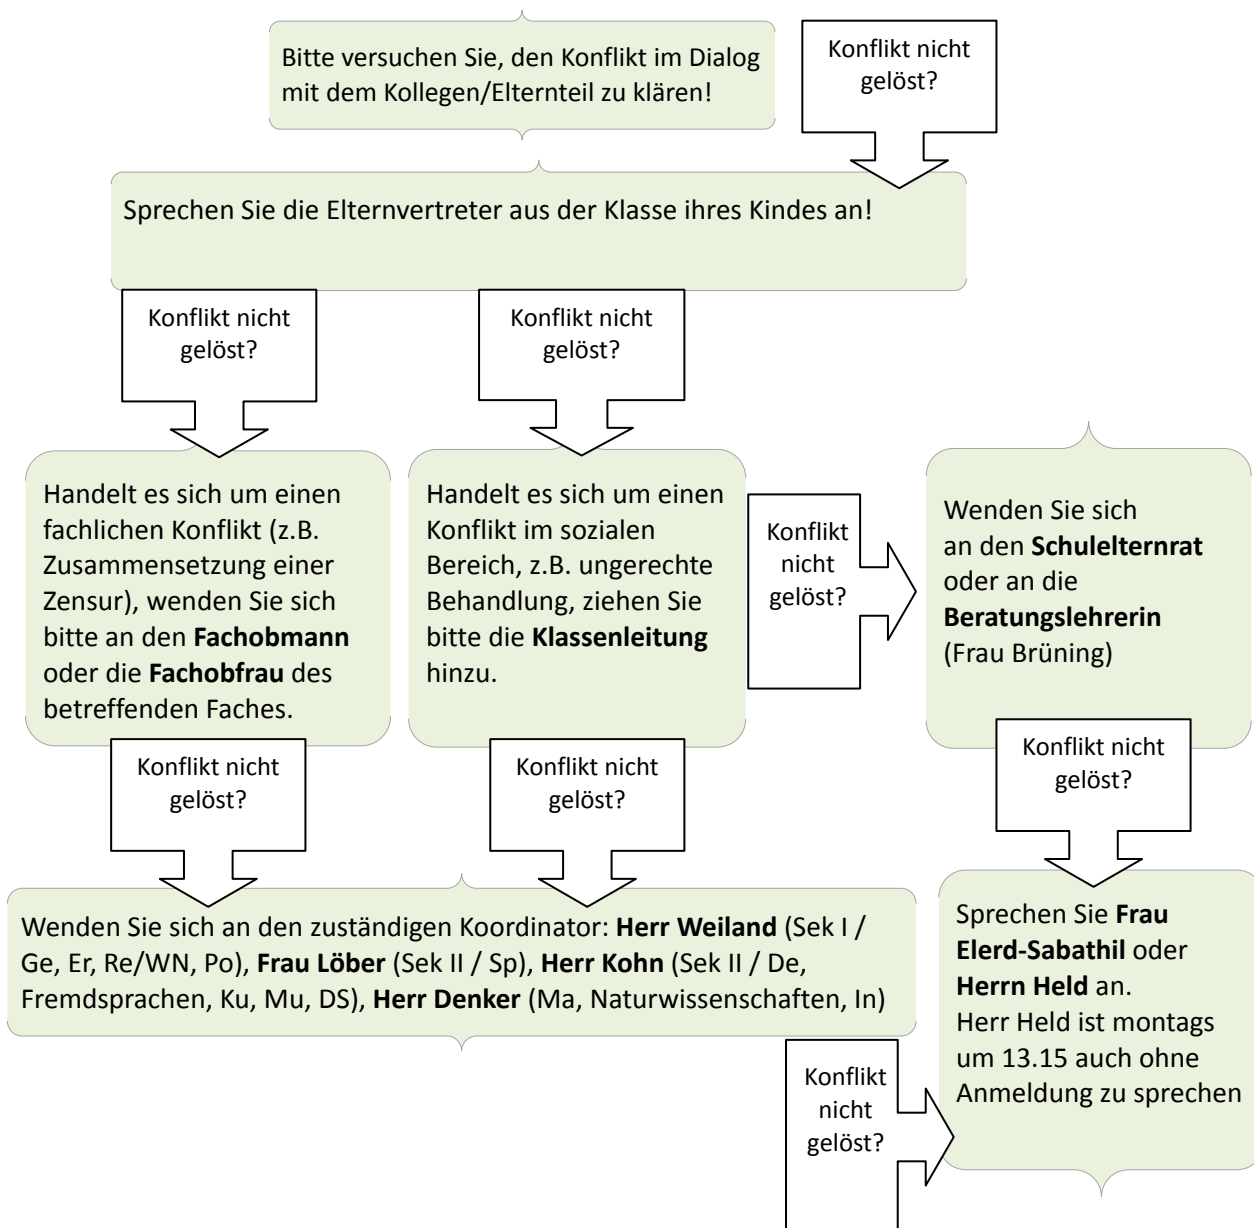 Bitte versuchen Sie, den Konflikt im Dialog
mit dem Kollegen/Elternteil zu klären!
Konflikt nicht
gelöst?
Sprechen Sie die Elternvertreter aus der Klasse ihres Kindes an!
Konflikt nicht
gelöst?
Konflikt nicht
gelöst?
Handelt es sich um einen
fachlichen Konflikt (z.B.
Zusammensetzung einer
Zensur), wenden Sie sich
bitte an den Fachobmann
oder die Fachobfrau des
betreffenden Faches.
Handelt es sich um einen
Konflikt im sozialen
Bereich, z.B. ungerechte
Behandlung, ziehen Sie
bitte die Klassenleitung
hinzu.
Konflikt
nicht
gelöst?
Wenden Sie sich
an den Schulelternrat
oder an die
Beratungslehrerin
(Frau Brüning)
Konflikt nicht
gelöst?
Konflikt nicht
gelöst?
Konflikt nicht
gelöst?
Wenden Sie sich an den zuständigen Koordinator: Herr Weiland (Sek I /
Ge, Er, Re/WN, Po), Frau Löber (Sek II / Sp), Herr Kohn (Sek II / De,
Fremdsprachen, Ku, Mu, DS), Herr Denker (Ma, Naturwissenschaften, In)
Konflikt
nicht
gelöst?
Sprechen Sie Frau
Elerd-Sabathil oder
Herrn Held an.
Herr Held ist montags
um 13.15 auch ohne
Anmeldung zu sprechen